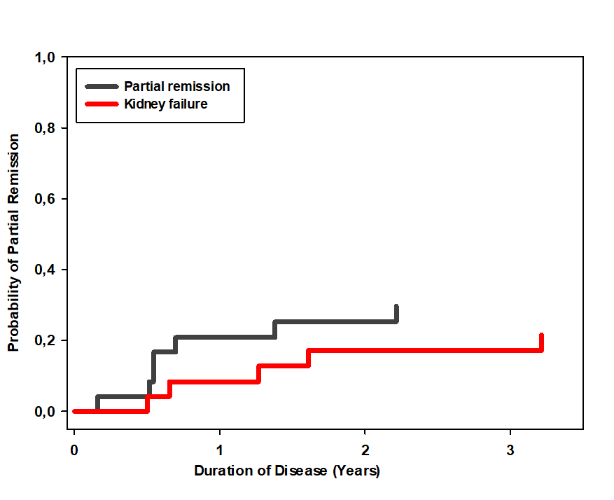 Partial remission
Kidney failure
Probability of Partial Remission
1,0
0,8
0,6
0,4
0,2
0,0
0 1 2 3
Duration of Disease (Years)